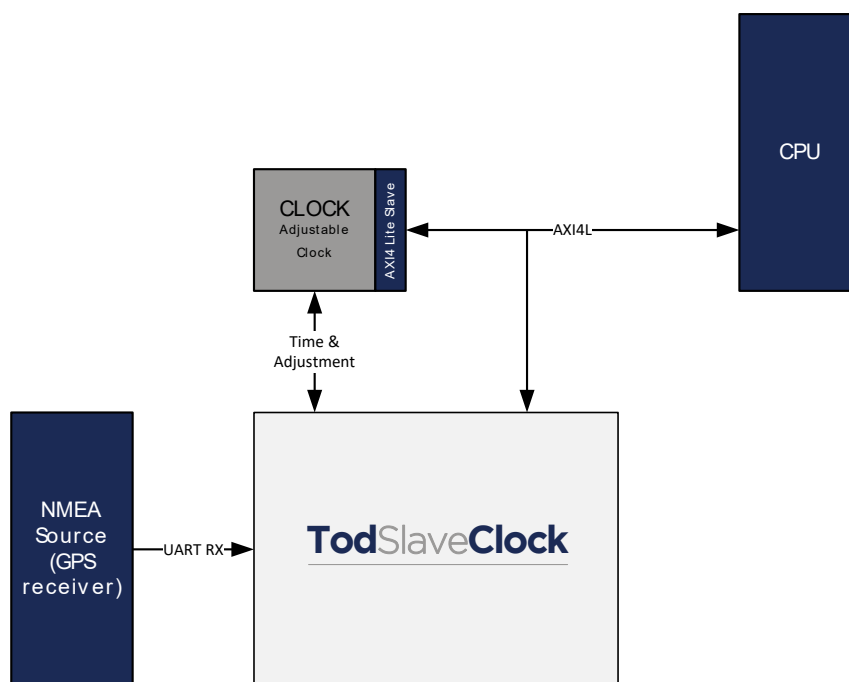 CPU
CLOCK
Adjustable
Clock
AXI4 Lite Slave
AXI4L
Time &
Adjustment
NMEA
Source
(GPS
receiver)
UART RX
TodSlaveClock